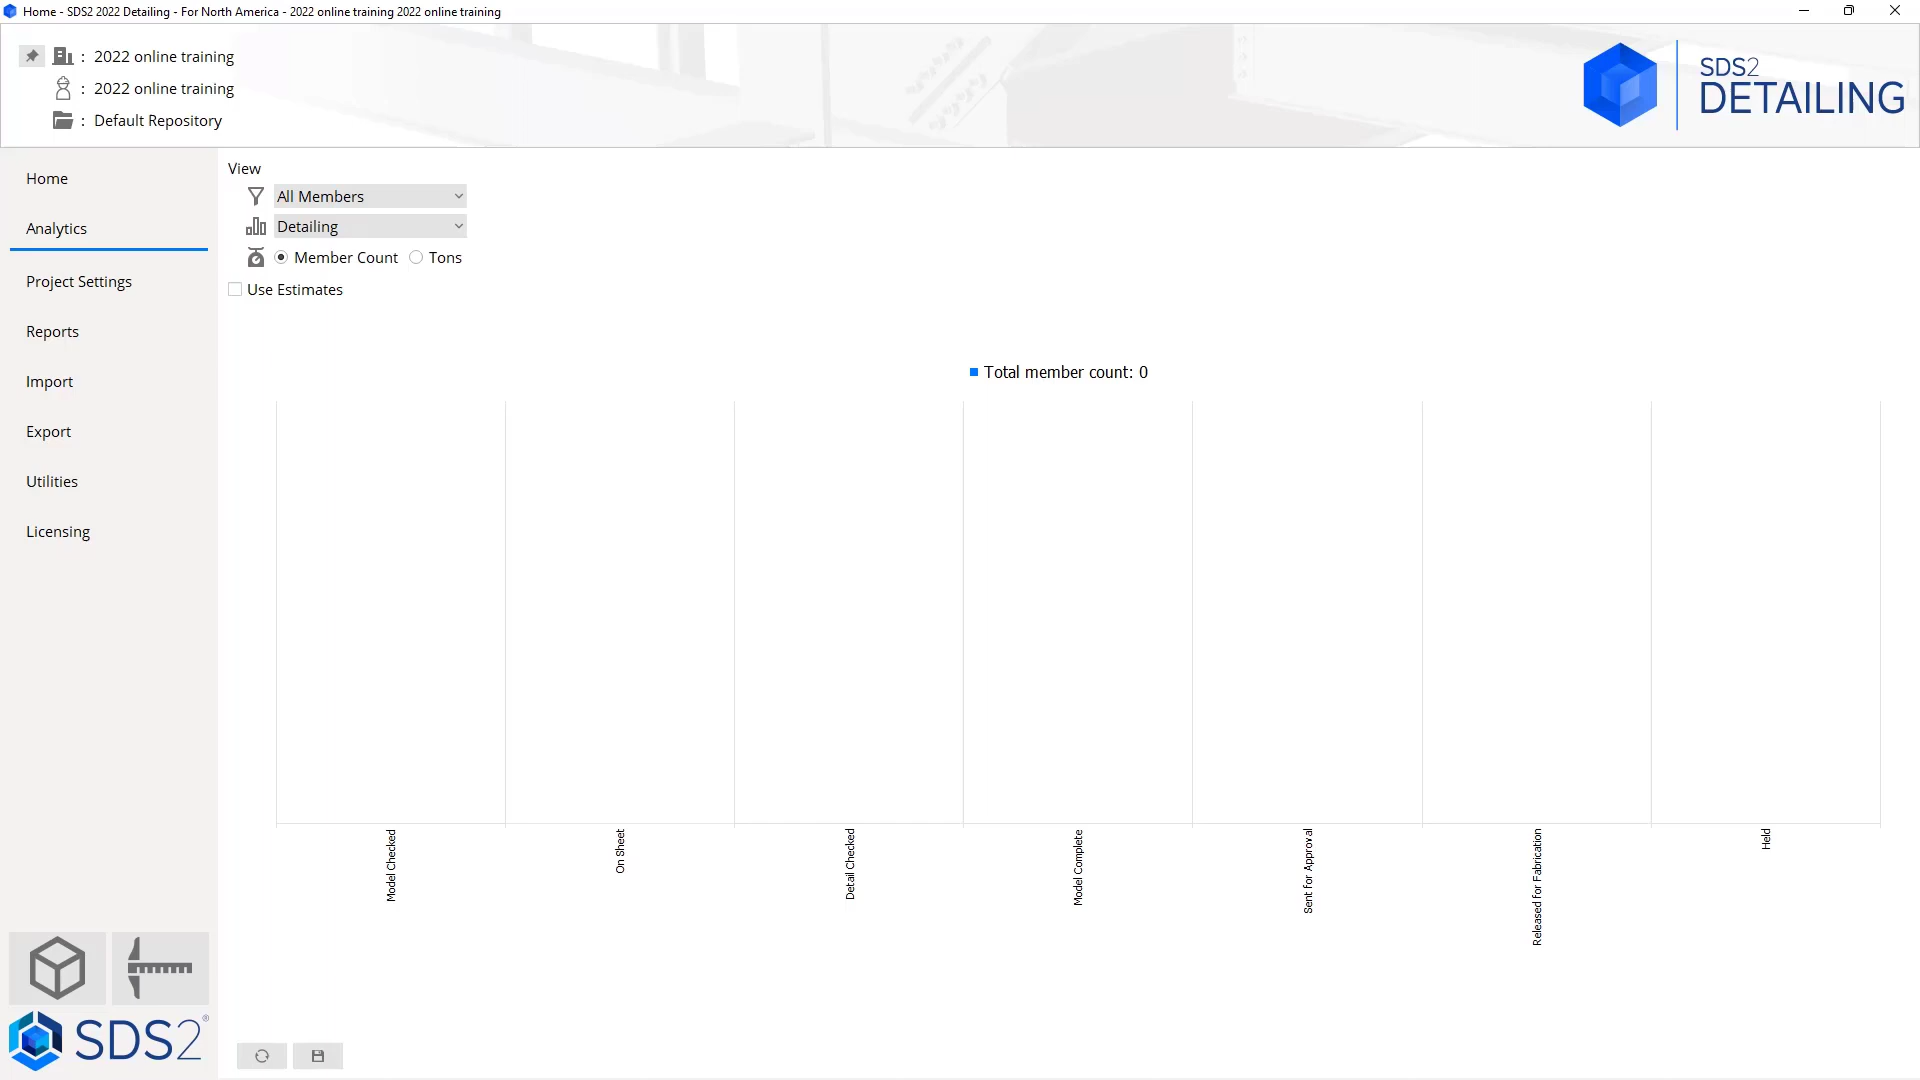 Home - SDS2 2022 Detailing - For North America - 2022 online training 2022 online training
: 2022 online training
: 2022 online training
: Default Repository
SDS2
DETAILING
Home
Analytics
Project Settings
Reports
Import
Export
Utilities
Licensing
View
All Members
Detailing
Member Count
Tons
Use Estimates
Total member count: 0
Model Checked
On Sheet
Detail Checked
Model Complete
Sent for Approval
Released for Fabrication
Held
SDS2®